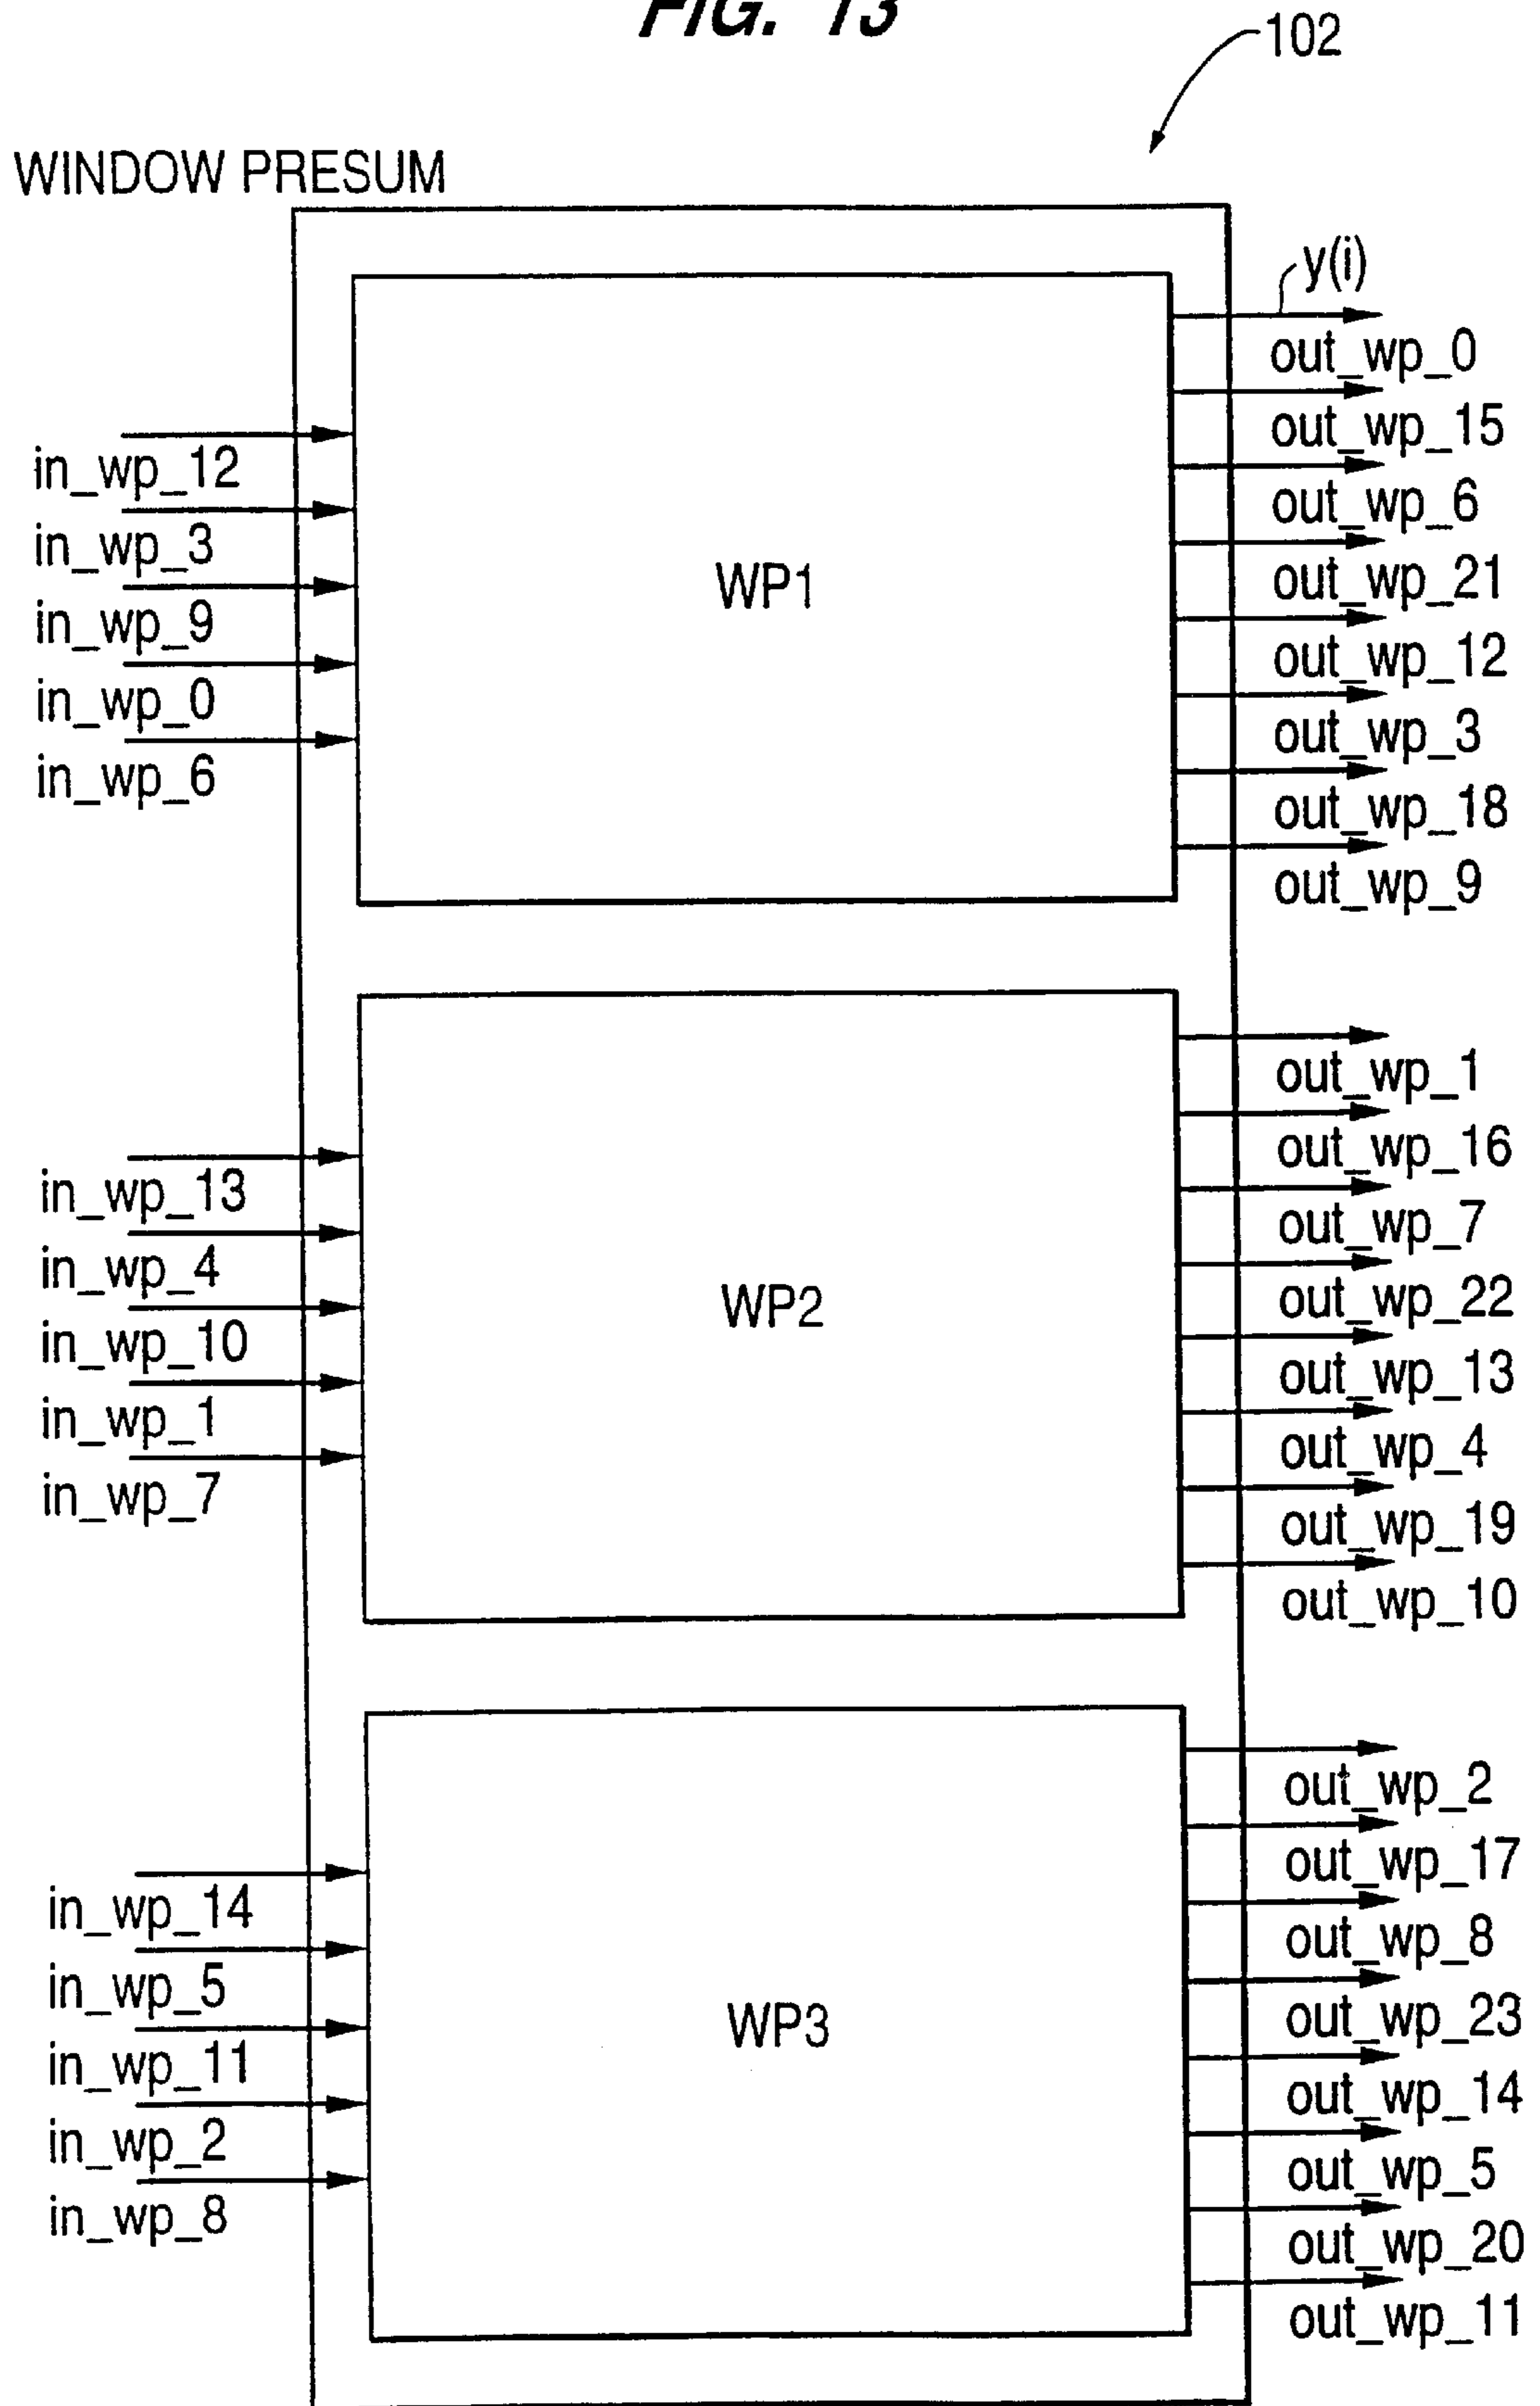 FIG. 13
102
WINDOW PRESUM
y(i)
out_wp_0
out_wp_15
in_wp_12
out_wp_6
in_wp_3
out_wp_21
in_wp_9
WP1
out_wp_12
in_wp_0
out_wp_3
in_wp_6
out_wp_18
out_wp_9
out_wp_1
out_wp_16
in_wp_13
out_wp_7
in_wp_4
out_wp_22
in_wp_10
WP2
out_wp_13
in_wp_1
out_wp_4
in_wp_7
out_wp_19
out_wp_10
out_wp_2
out_wp_17
in_wp_14
out_wp_8
in_wp_5
out_wp_23
in_wp_11
WP3
out_wp_14
in_wp_2
out_wp_5
in_wp_8
out_wp_20
out_wp_11